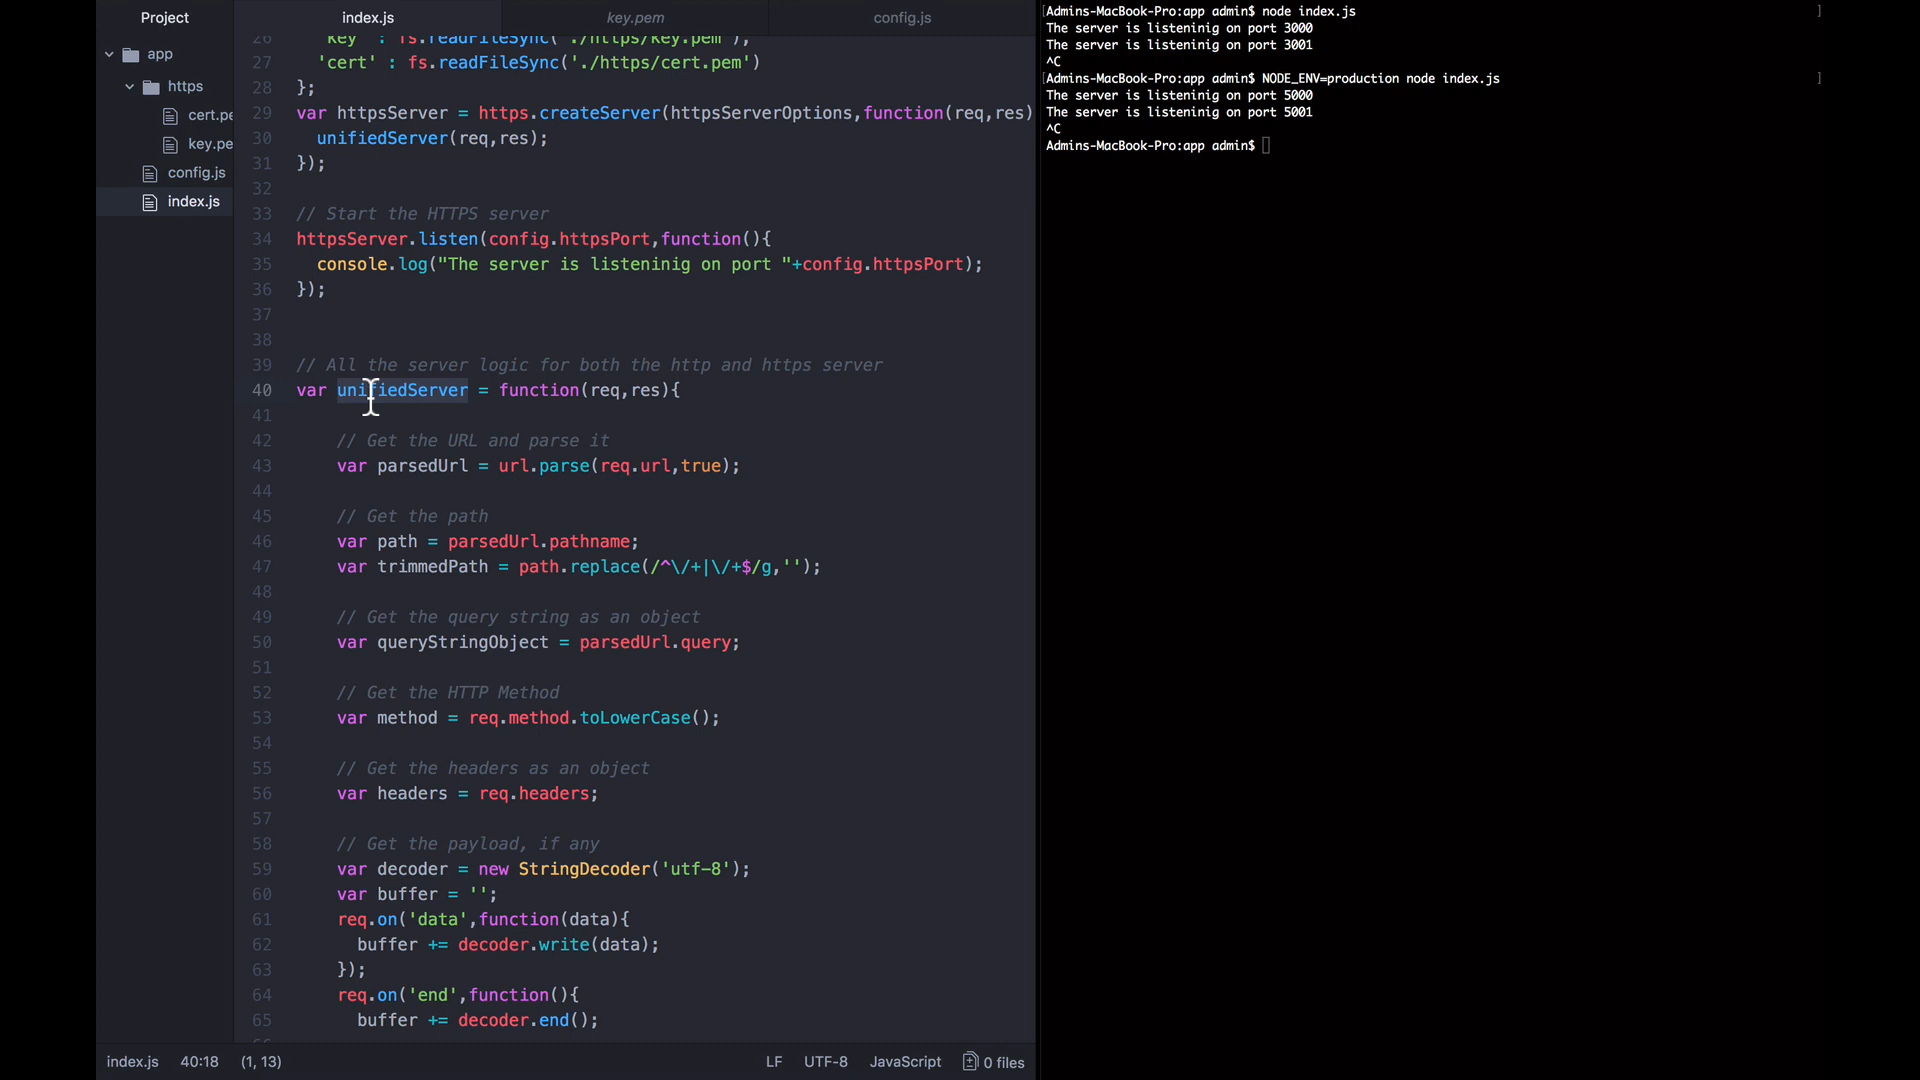 Project
app
https
cert.pe
key.pe
config.js
index.js
index.js
key.pem
config.js
26 'key' : fs.readFileSync('./https/key.pem'),
27 'cert' : fs.readFileSync('./https/cert.pem')
28 };
29 var httpsServer = https.createServer(httpsServerOptions,function(req,res)
30 unifiedServer(req,res);
31 });
32
33 // Start the HTTPS server
34 httpsServer.listen(config.httpsPort,function(){
35 console.log("The server is listeninig on port "+config.httpsPort);
36 });
37
38
39 // All the server logic for both the http and https server
40 var unifiedServer = function(req,res){
41
42 // Get the URL and parse it
43 var parsedUrl = url.parse(req.url,true);
44
45 // Get the path
46 var path = parsedUrl.pathname;
47 var trimmedPath = path.replace(/^\/+|\/+$/g,'');
48
49 // Get the query string as an object
50 var queryStringObject = parsedUrl.query;
51
52 // Get the HTTP Method
53 var method = req.method.toLowerCase();
54
55 // Get the headers as an object
56 var headers = req.headers;
57
58 // Get the payload, if any
59 var decoder = new StringDecoder('utf-8');
60 var buffer = '';
61 req.on('data',function(data){
62 buffer += decoder.write(data);
63 });
64 req.on('end',function(){
65 buffer += decoder.end();
index.js 40:18 (1, 13) LF UTF-8 JavaScript 0 files
[Admins-MacBook-Pro:app admin$ node index.js ]
The server is listeninig on port 3000
The server is listeninig on port 3001
^C
[Admins-MacBook-Pro:app admin$ NODE_ENV=production node index.js ]
The server is listeninig on port 5000
The server is listeninig on port 5001
^C
Admins-MacBook-Pro:app admin$